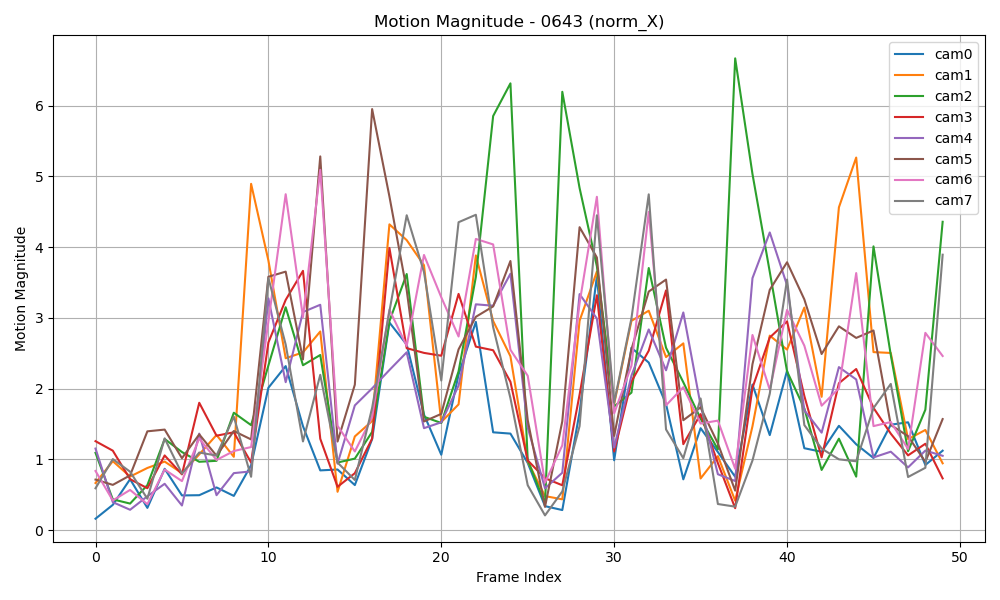 Motion Magnitude - 0643 (norm_X)
cam0
cam1
cam2
cam3
cam4
cam5
cam6
cam7
Motion Magnitude
6
5
4
3
2
1
0
0 10 20 30 40 50
Frame Index